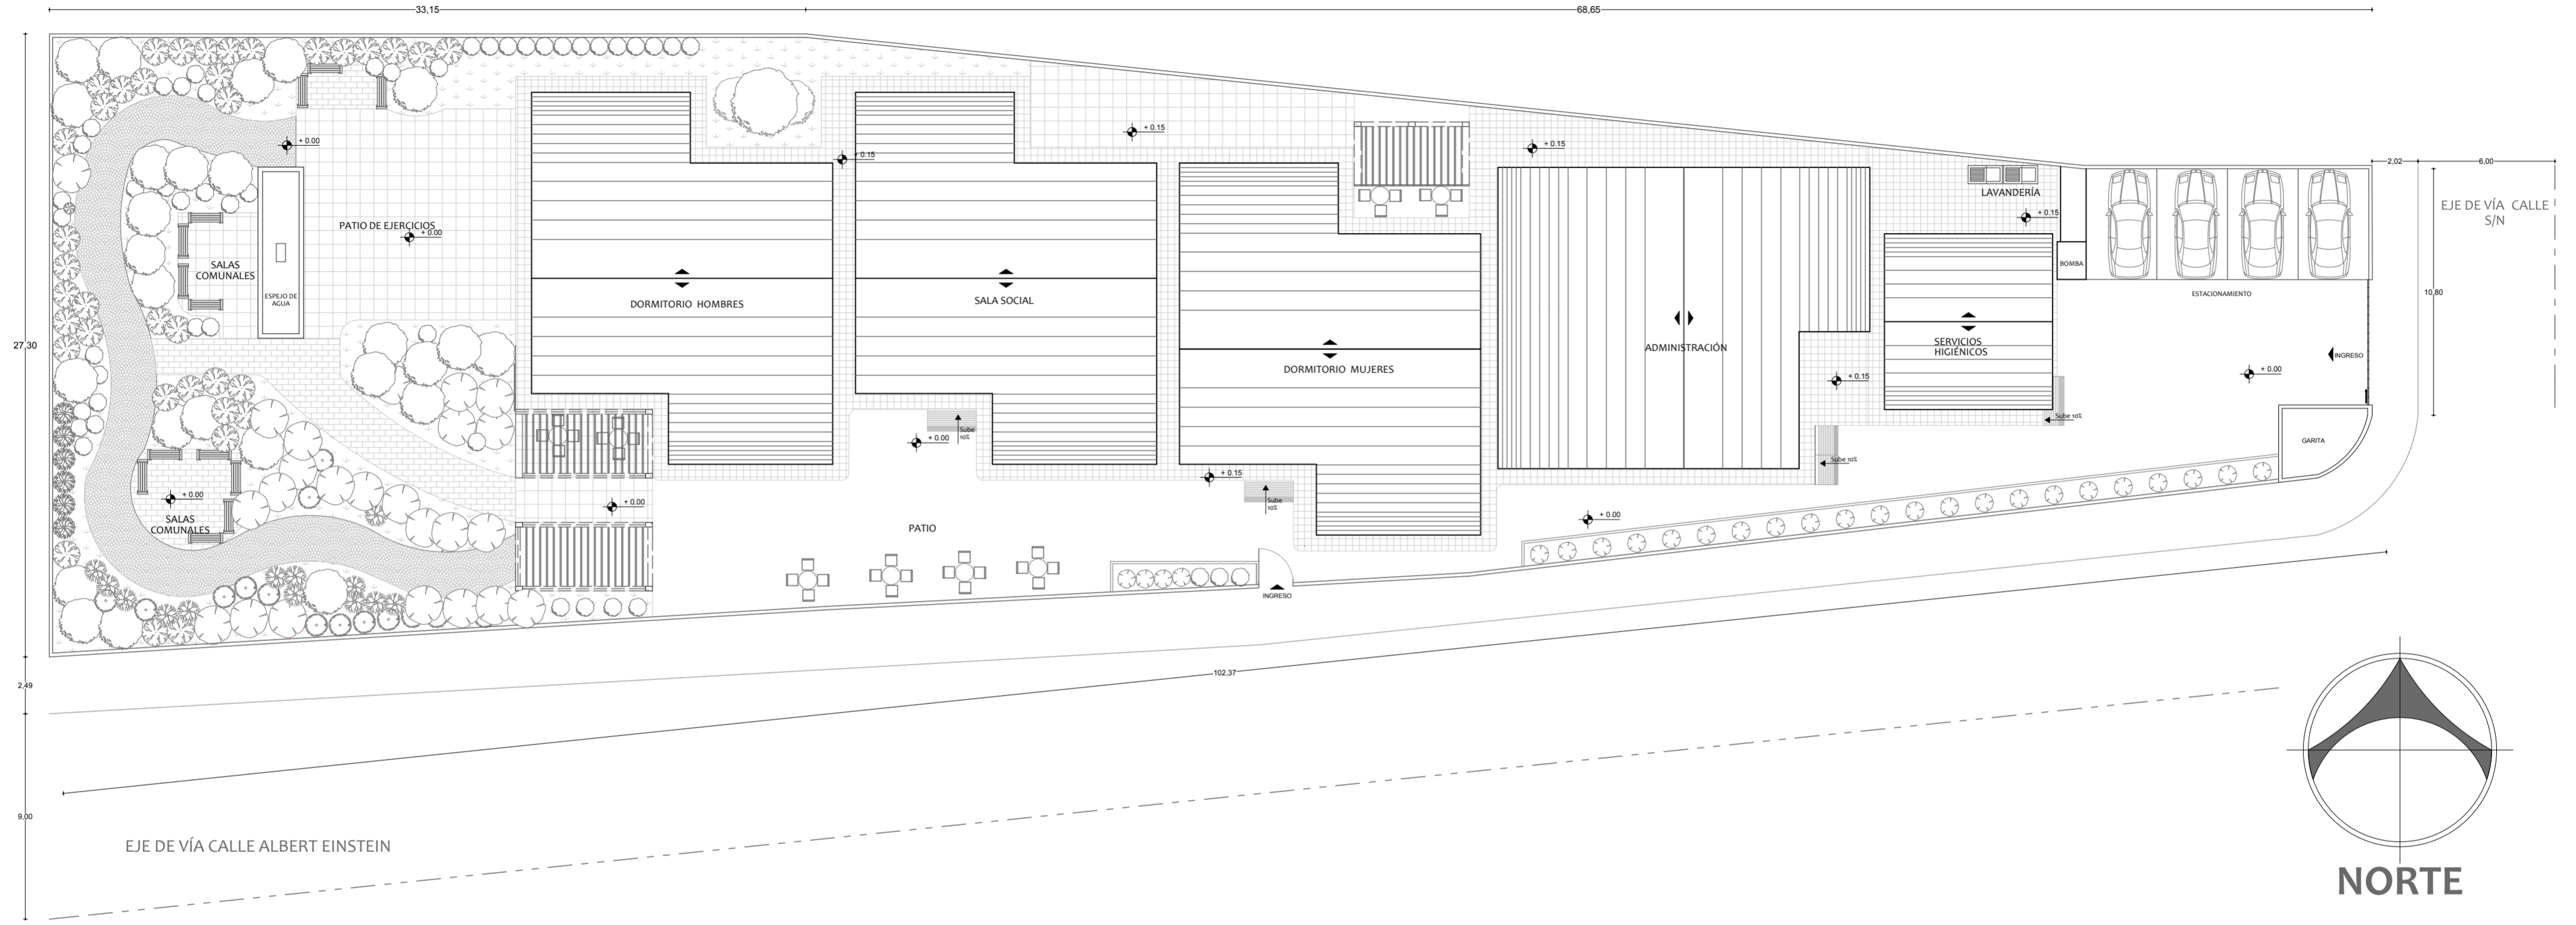 33,15
68,65
+ 0.15
+ 0.00
+ 0.15
+ 0.15
2,02
6,00
LAVANDERÍA
EJE DE VÍA CALLE
S/N
+ 0.15
PATIO DE EJERCICIOS
+ 0.00
SALAS
COMUNALES
BOMBA
ESPEJO DE
AGUA
DORMITORIO HOMBRES
SALA SOCIAL
ESTACIONAMIENTO
10,80
27,30
ADMINISTRACIÓN
SERVICIOS
HIGIÉNICOS
INGRESO
DORMITORIO MUJERES
+ 0.00
+ 0.15
Sube 10%
Sube
10%
+ 0.00
GARITA
Sube 10%
+ 0.15
+ 0.00
SALAS
COMUNALES
+ 0.00
Sube
10%
+ 0.00
PATIO
INGRESO
102,37
2,49
9,00
EJE DE VÍA CALLE ALBERT EINSTEIN
NORTE